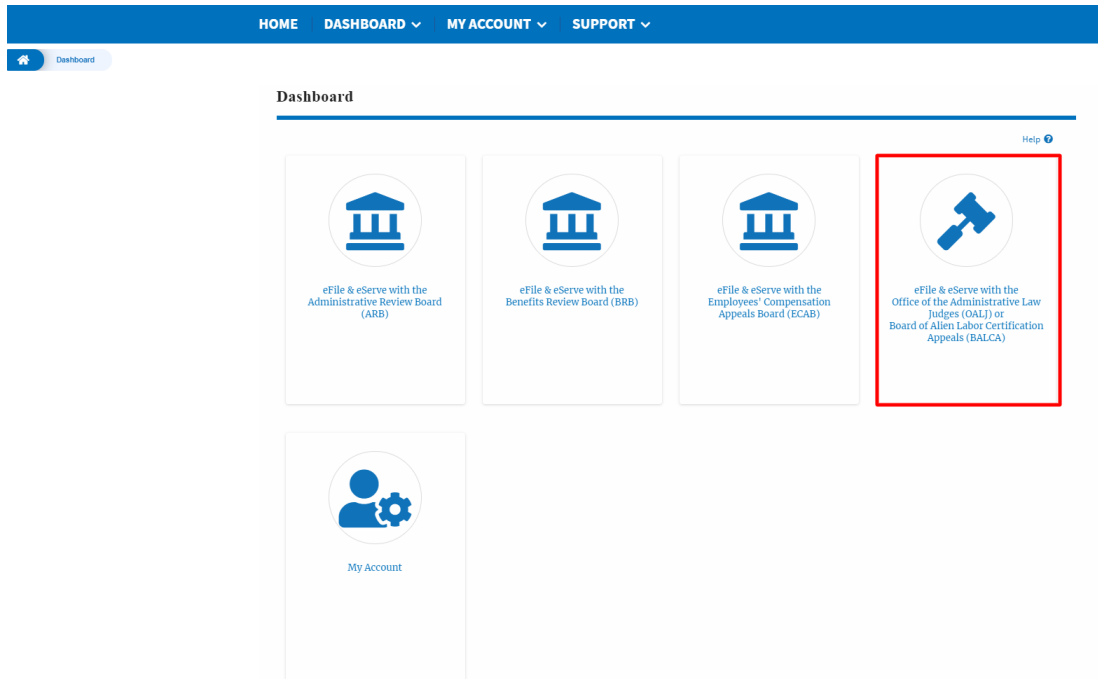 HOME DASHBOARD MY ACCOUNT SUPPORT
Dashboard
Dashboard
Help
eFile & eServe with the
Administrative Review Board
(ARB)
eFile & eServe with the
Benefits Review Board (BRB)
eFile & eServe with the
Employees' Compensation
Appeals Board (ECAB)
eFile & eServe with the
Office of the Administrative Law
Judges (OALJ) or
Board of Alien Labor Certification
Appeals (BALCA)
My Account